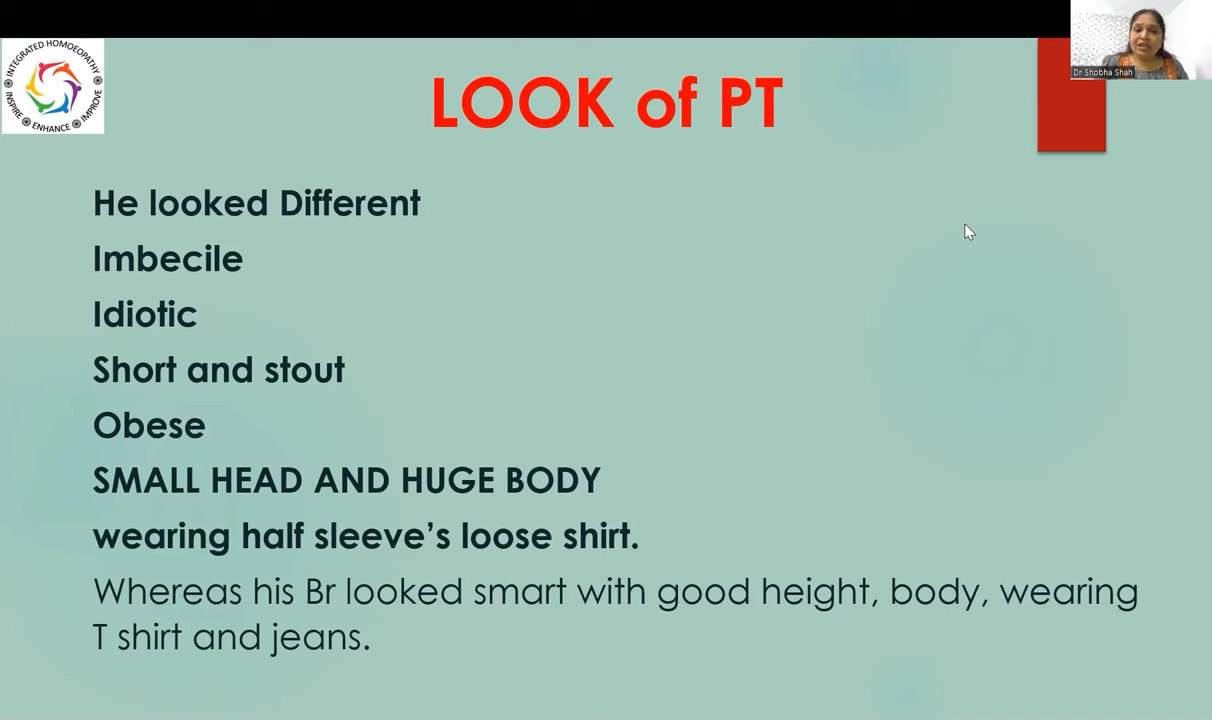 INTEGRATED HOMOEOPATHY
INSPIRE ENHANCE IMPROVE
Dr Shobha Shah
LOOK of PT
He looked Different
Imbecile
Idiotic
Short and stout
Obese
SMALL HEAD AND HUGE BODY
wearing half sleeve’s loose shirt.
Whereas his Br looked smart with good height, body, wearing
T shirt and jeans.